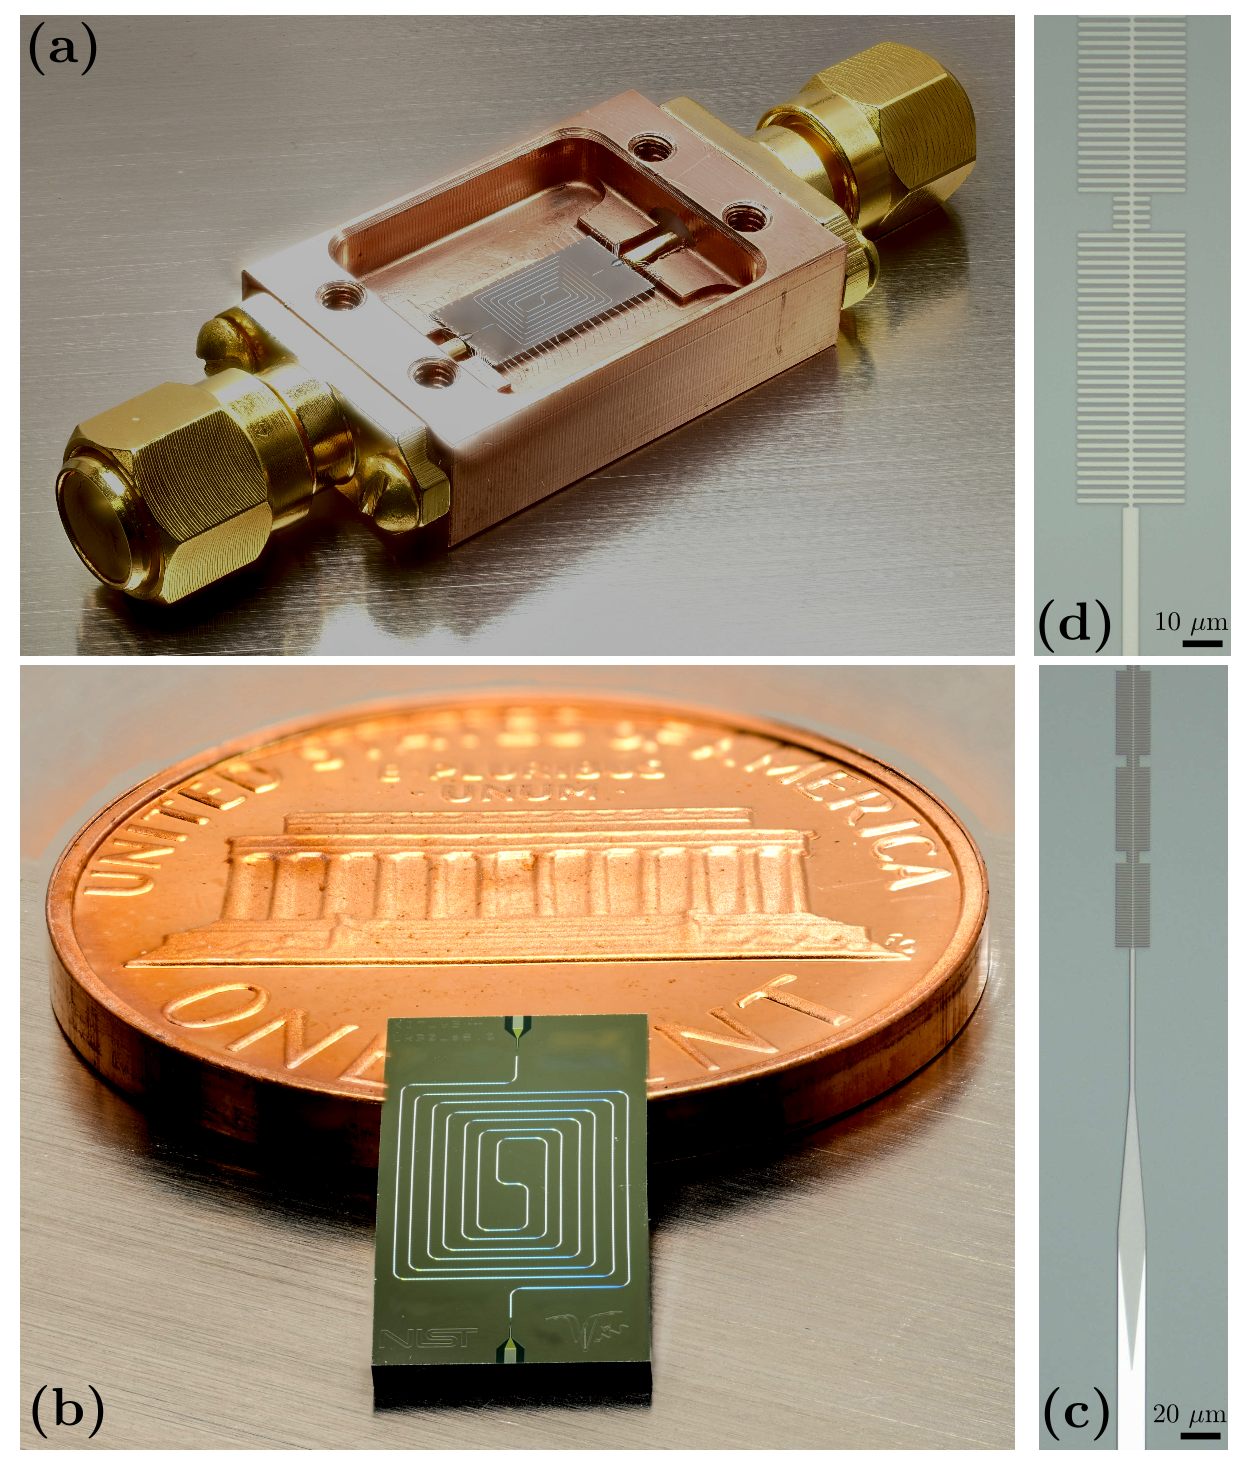 (a)
(d)
10 μm
UNITED STATES OF AMERICA
E PLURIBUS
UNUM
ONE CENT
NIST
(b)
(c)
20 μm